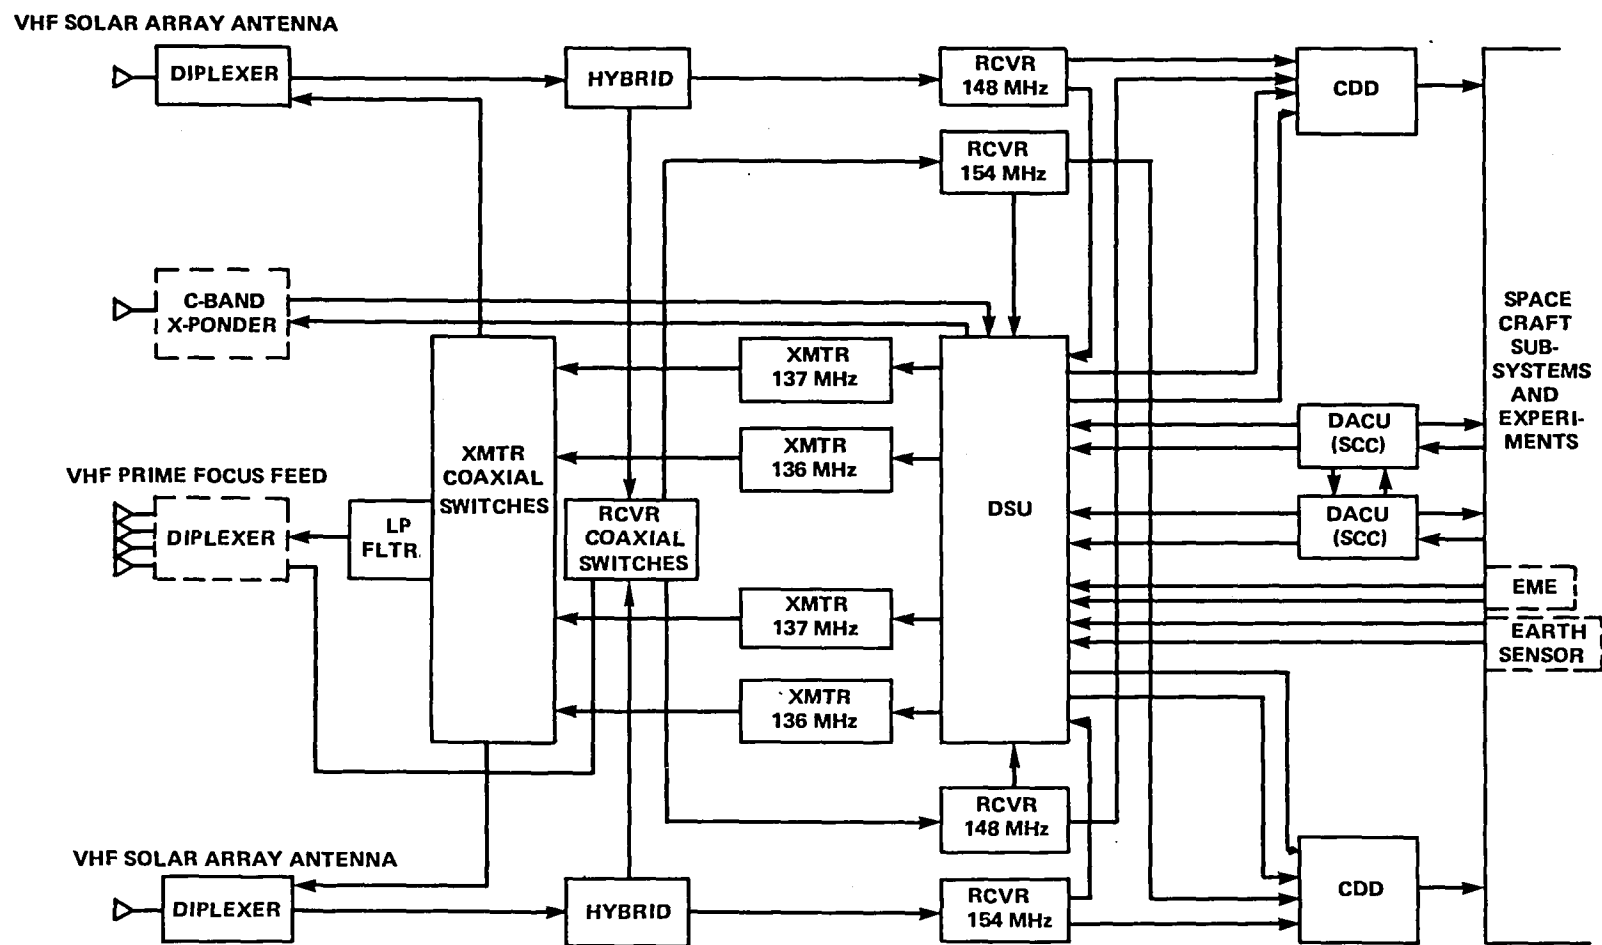 VHF SOLAR ARRAY ANTENNA
DIPLEXER
HYBRID
RCVR
148 MHz
CDD
RCVR
154 MHz
C-BAND
X-PONDER
SPACE
CRAFT
SUB-
SYSTEMS
AND
EXPERI-
MENTS
XMTR
137 MHz
DACU
(SCC)
XMTR
136 MHz
XMTR
COAXIAL
SWITCHES
VHF PRIME FOCUS FEED
DIPLEXER
LP
FLTR.
RCVR
COAXIAL
SWITCHES
DSU
DACU
(SCC)
EME
XMTR
137 MHz
EARTH
SENSOR
XMTR
136 MHz
RCVR
148 MHz
VHF SOLAR ARRAY ANTENNA
DIPLEXER
HYBRID
RCVR
154 MHz
CDD